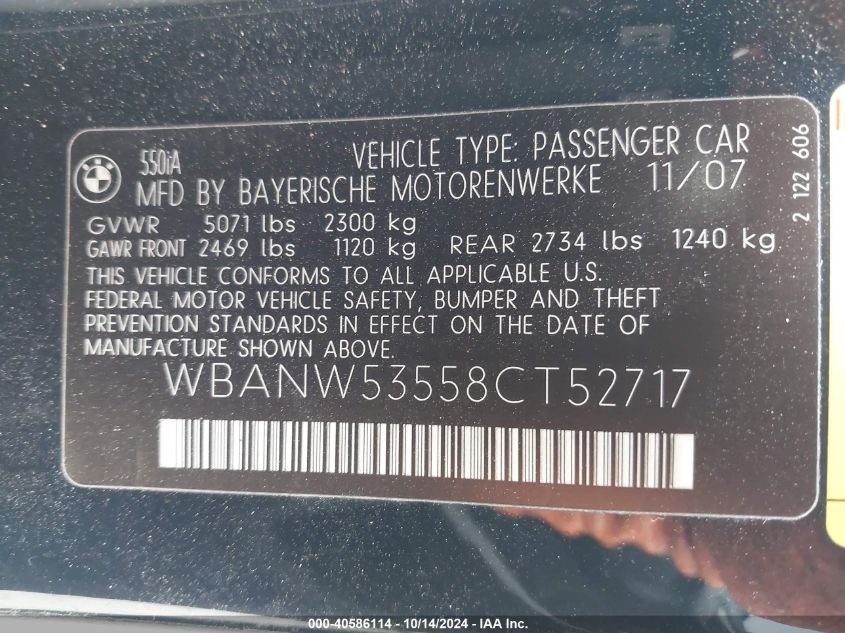 BMW
550iA
VEHICLE TYPE: PASSENGER CAR
MFD BY BAYERISCHE MOTORENWERKE 11/07
GVWR 5071 lbs 2300 kg
GAWR FRONT 2469 lbs 1120 kg REAR 2734 lbs 1240 kg
THIS VEHICLE CONFORMS TO ALL APPLICABLE U.S.
FEDERAL MOTOR VEHICLE SAFETY, BUMPER AND THEFT
PREVENTION STANDARDS IN EFFECT ON THE DATE OF
MANUFACTURE SHOWN ABOVE.
WBANW53558CT52717
2 122 606
000-40586114 - 10/14/2024 - IAA Inc.